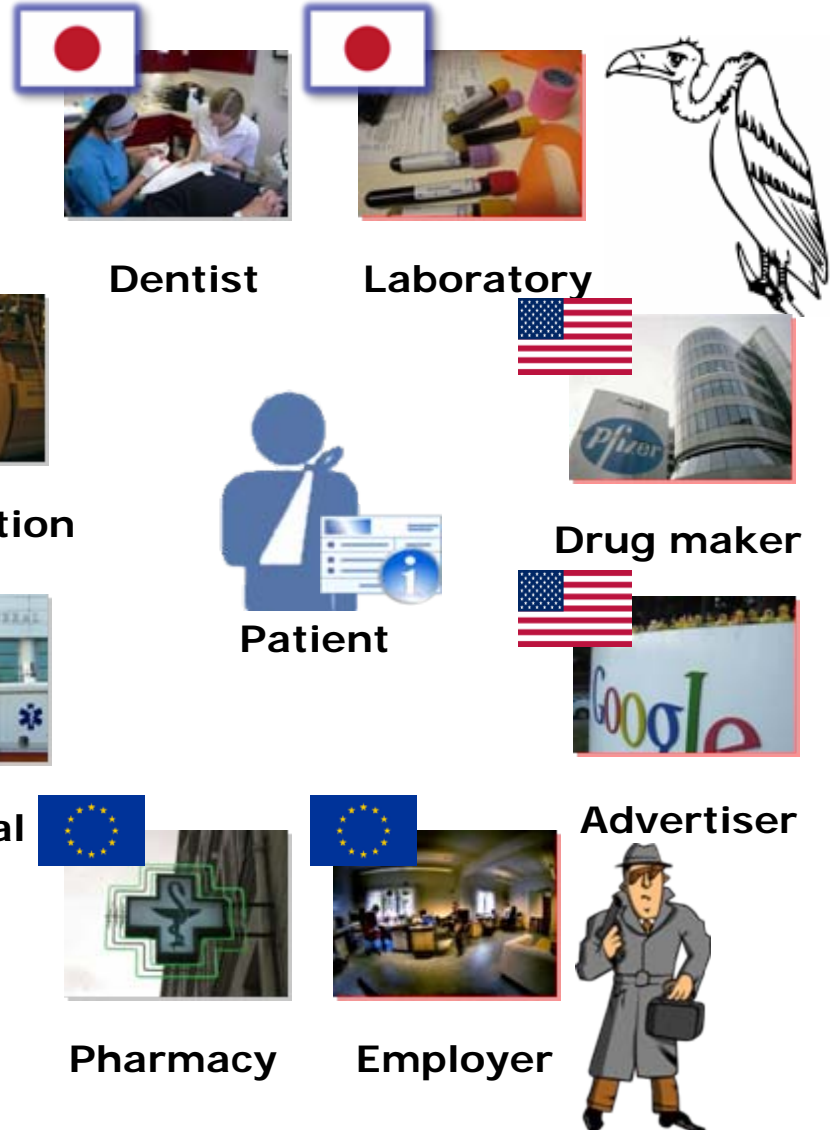 Dentist
Laboratory
Pfizer
tion
Drug maker
i
Patient
Google
al
Advertiser
Pharmacy
Employer